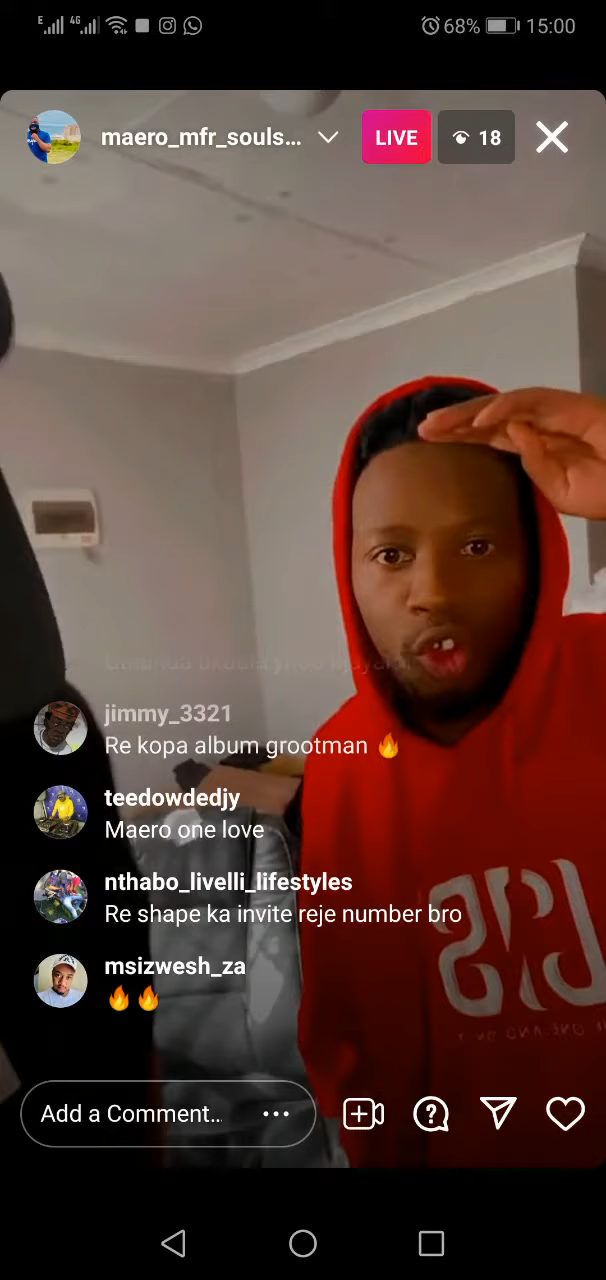 E 4G 68% 15:00
maero_mfr_souls... LIVE 18
jimmy_3321
Re kopa album grootman 🔥
teedowdedjy
Maero one love
nthabo_livelli_lifestyles
Re shape ka invite reje number bro
msizwesh_za
🔥🔥
Add a Comment...